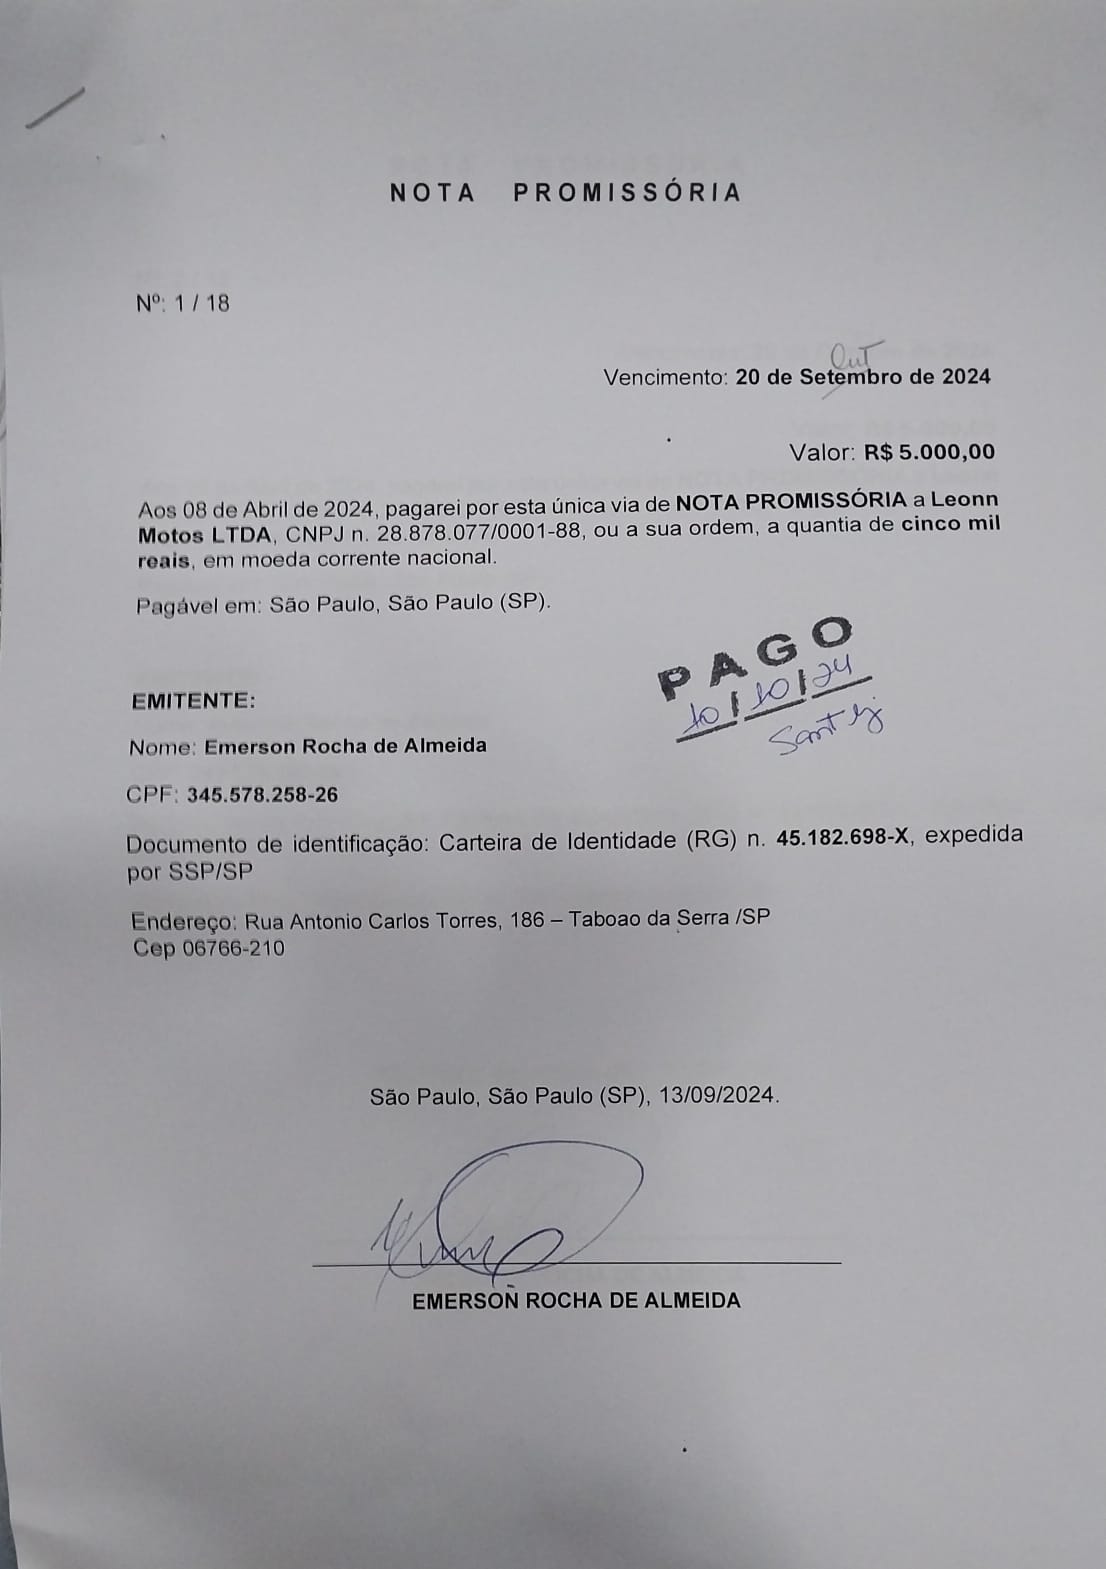 NOTA PROMISSÓRIA
Nº: 1 / 18
Out
Vencimento: 20 de Setembro de 2024
Valor: R$ 5.000,00
Aos 08 de Abril de 2024, pagarei por esta única via de NOTA PROMISSÓRIA a Leonn
Motos LTDA, CNPJ n. 28.878.077/0001-88, ou a sua ordem, a quantia de cinco mil
reais, em moeda corrente nacional.
Pagável em: São Paulo, São Paulo (SP).
PAGO
10/10/24
EMITENTE:
Nome: Emerson Rocha de Almeida
CPF: 345.578.258-26
Documento de identificação: Carteira de Identidade (RG) n. 45.182.698-X, expedida
por SSP/SP
Endereço: Rua Antonio Carlos Torres, 186 – Taboao da Serra /SP
Cep 06766-210
São Paulo, São Paulo (SP), 13/09/2024.
EMERSON ROCHA DE ALMEIDA